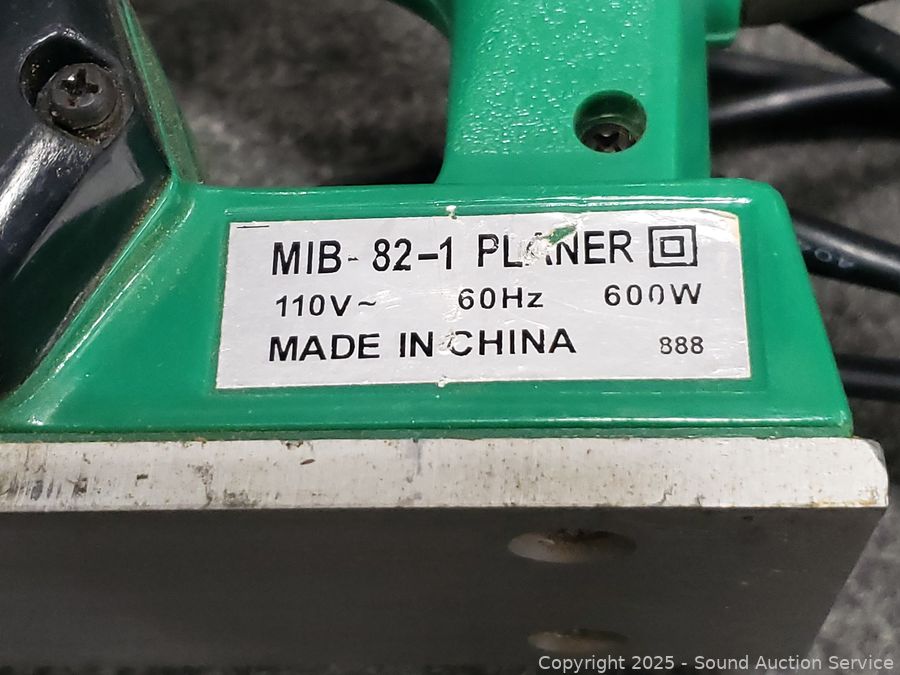 MIB-82-1 PLANER
110V~ 60Hz 600W
MADE IN CHINA 888
Copyright © 2025 - Sound Auction Service